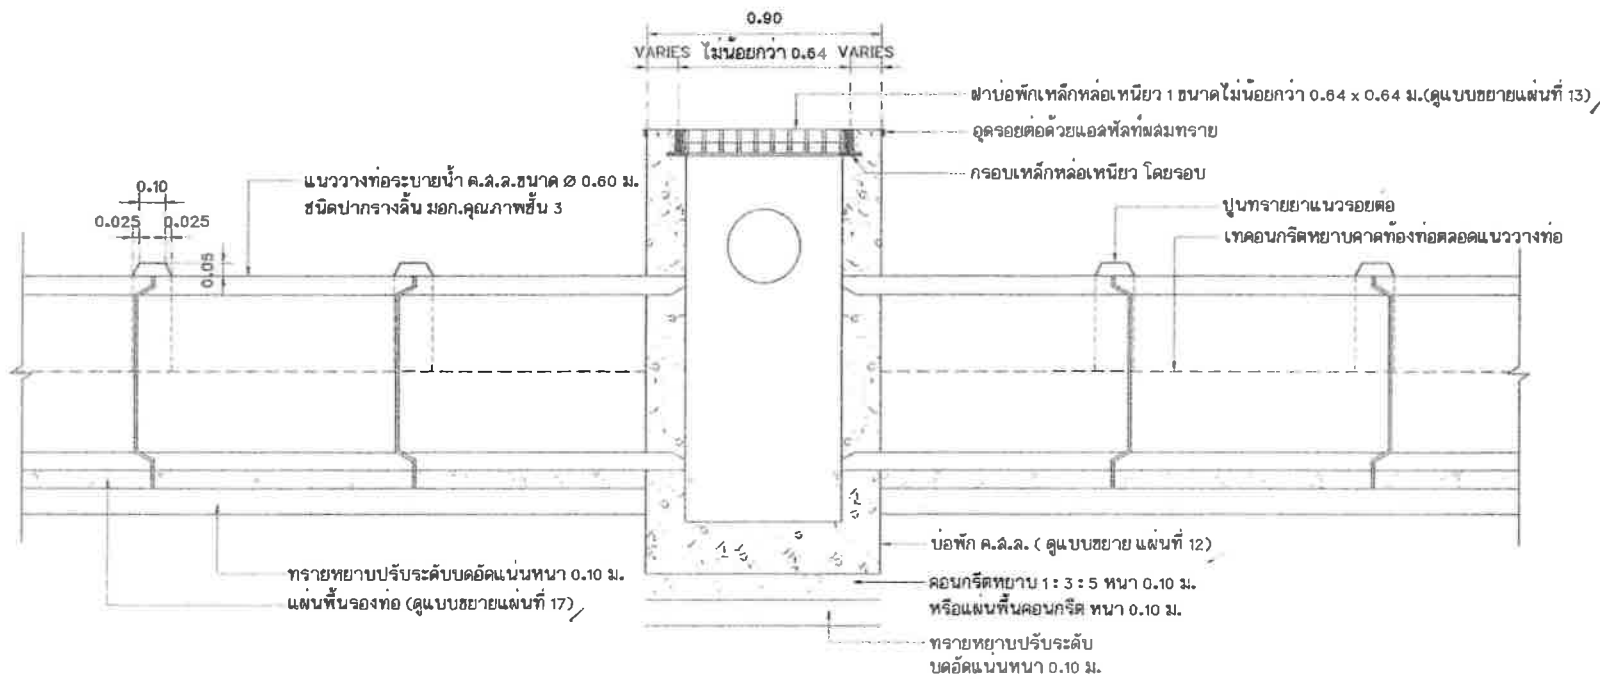 0.90
VARIES ไม่น้อยกว่า 0.64 VARIES
ฝาบ่อพักเหล็กหล่อเหนียว 1 ขนาดไม่น้อยกว่า 0.64 x 0.64 ม.(ดูแบบขยายแผ่นที่ 13)
อุดรอยต่อด้วยแอสฟัลท์ผสมทราย
กรอบเหล็กหล่อเหนียว โดยรอบ
แนววางท่อระบายน้ำ ค.ส.ล.ขนาด Ø 0.60 ม.
ชนิดปากรางลิ้น มอก.คุณภาพชั้น 3
0.10
0.025 0.025
0.05
ปูนทรายยาแนวรอยต่อ
เทคอนกรีตหยาบคาดท้องท่อตลอดแนววางท่อ
บ่อพัก ค.ส.ล. ( ดูแบบขยาย แผ่นที่ 12)
ทรายหยาบปรับระดับบดอัดแน่นหนา 0.10 ม.
แผ่นพื้นรองท่อ (ดูแบบขยายแผ่นที่ 17)
คอนกรีตหยาบ 1 : 3 : 5 หนา 0.10 ม.
หรือแผ่นพื้นคอนกรีต หนา 0.10 ม.
ทรายหยาบปรับระดับ
บดอัดแน่นหนา 0.10 ม.